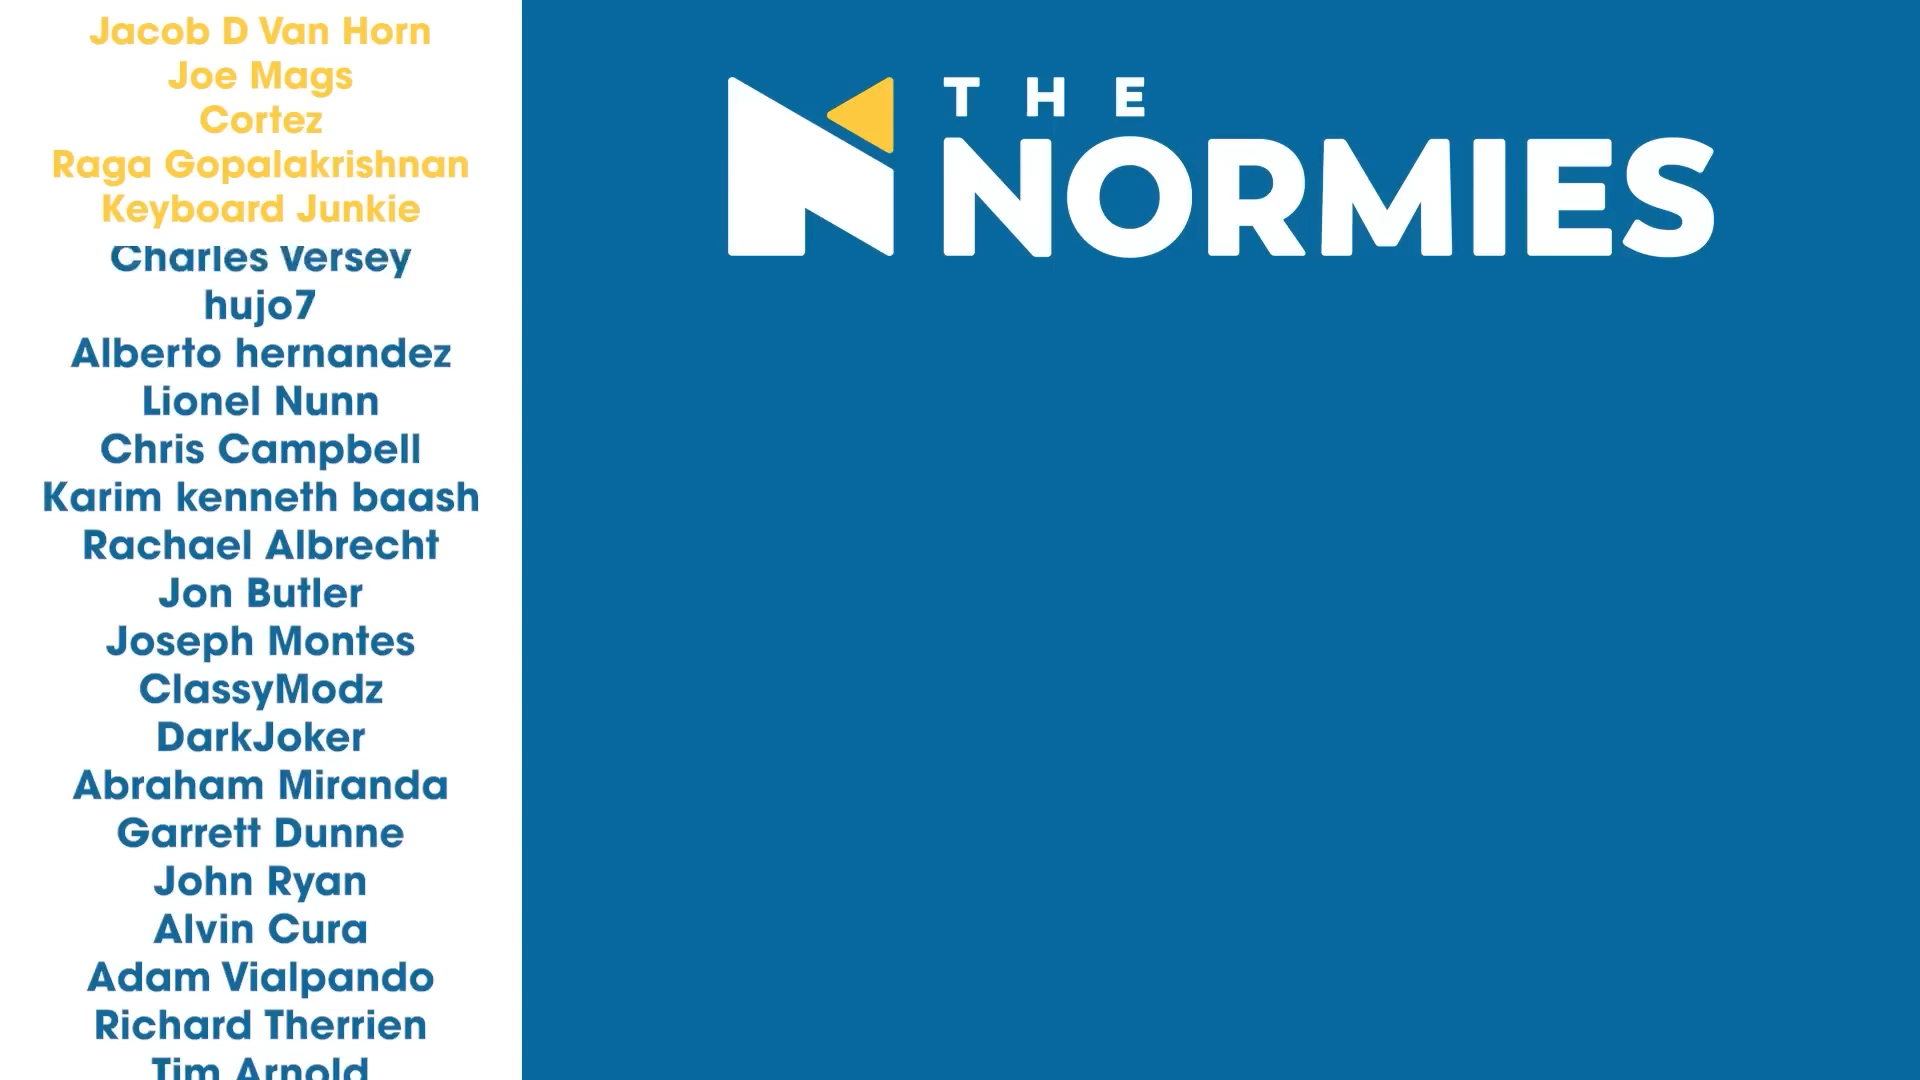 Jacob D Van Horn
Joe Mags
Cortez
Raga Gopalakrishnan
Keyboard Junkie
Charles Versey
hujo7
Alberto hernandez
Lionel Nunn
Chris Campbell
Karim kenneth baash
Rachael Albrecht
Jon Butler
Joseph Montes
ClassyModz
DarkJoker
Abraham Miranda
Garrett Dunne
John Ryan
Alvin Cura
Adam Vialpando
Richard Therrien
Tim Arnold
THE
NORMIES